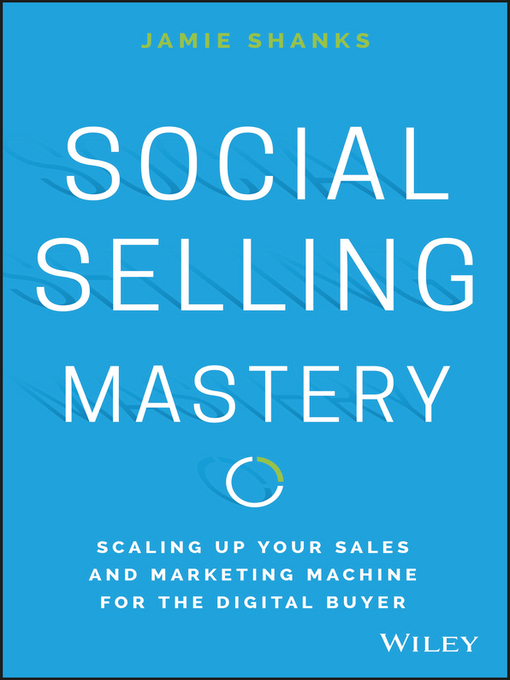 JAMIE SHANKS
SOCIAL
SELLING
MASTERY
SCALING UP YOUR SALES
AND MARKETING MACHINE
FOR THE DIGITAL BUYER
WILEY